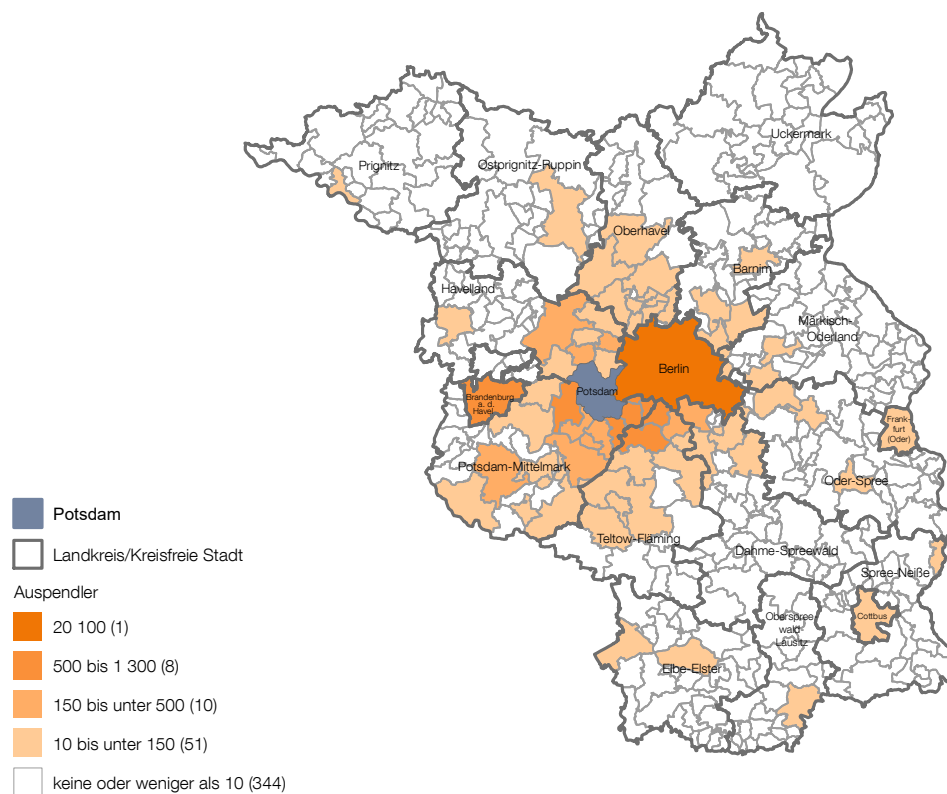 Uckermark
Prignitz
Ostprignitz-Ruppin
Oberhavel
Barnim
Havelland
Märkisch-
Oderland
Berlin
Potsdam
Brandenburg
a. d.
Havel
Frank-
furt
(Oder)
Potsdam-Mittelmark
Oder-Spree
Teltow-Fläming
Dahme-Spreewald
Spree-Neiße
Cottbus
Oberspree-
wald-
Lausitz
Elbe-Elster
Potsdam
Landkreis/Kreisfreie Stadt
Auspendler
20 100 (1)
500 bis 1 300 (8)
150 bis unter 500 (10)
10 bis unter 150 (51)
keine oder weniger als 10 (344)